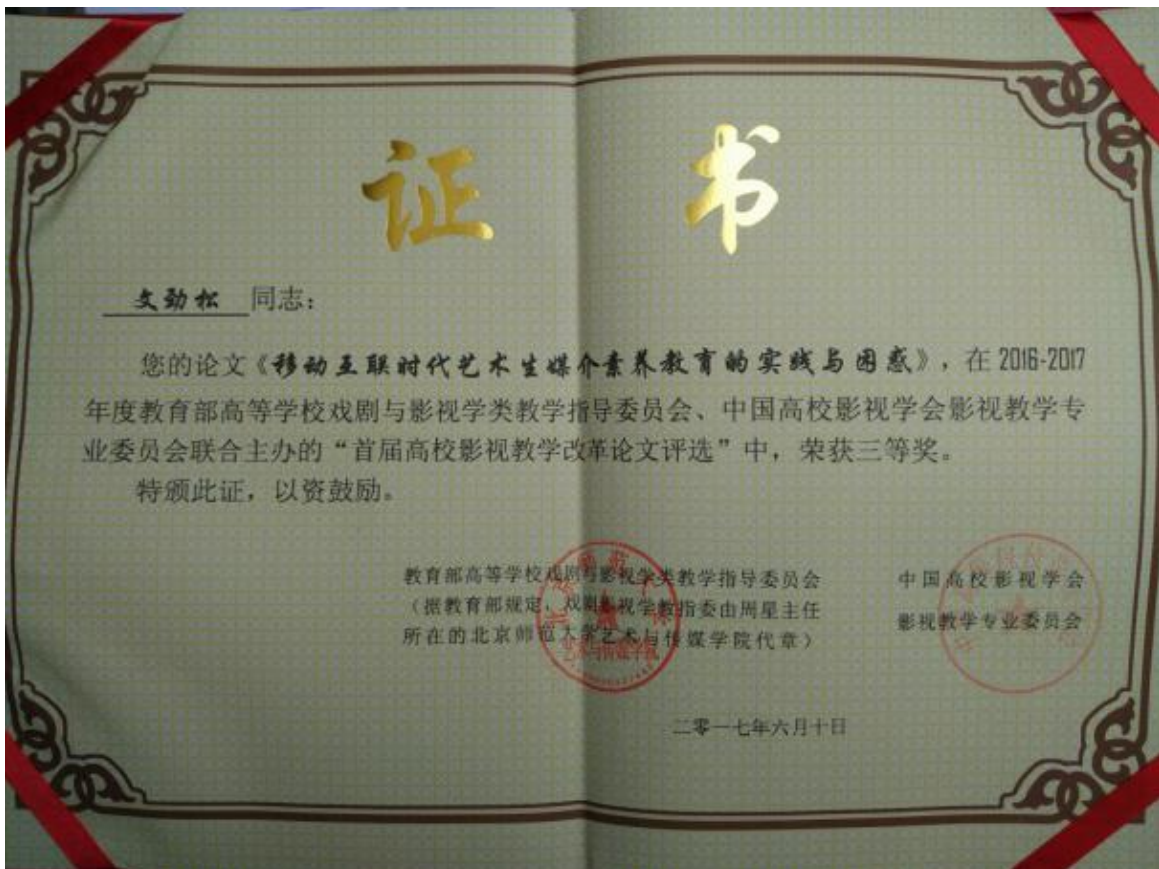 证 书
文劲松 同志：
您的论文《移动互联时代艺术生媒介素养教育的实践与困惑》，在 2016-2017
年度教育部高等学校戏剧与影视学类教学指导委员会、中国高校影视学会影视教学专
业委员会联合主办的“首届高校影视教学改革论文评选”中，荣获三等奖。
特颁此证，以资鼓励。
教育部高等学校戏剧与影视学类教学指导委员会
（据教育部规定，戏剧影视学教指委由周星主任
所在的北京师范大学艺术与传媒学院代章）
艺术与传媒学院
中国高校影视学会
影视教学专业委员会
二零一七年六月十日